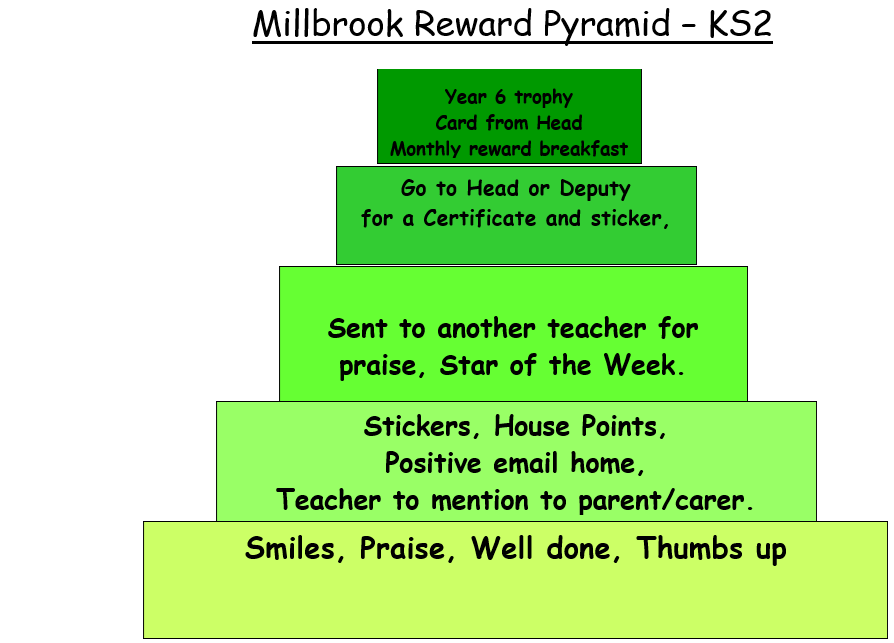 Millbrook Reward Pyramid – KS2
Year 6 trophy
Card from Head
Monthly reward breakfast
Go to Head or Deputy
for a Certificate and sticker,
Sent to another teacher for
praise, Star of the Week.
Stickers, House Points,
Positive email home,
Teacher to mention to parent/carer.
Smiles, Praise, Well done, Thumbs up